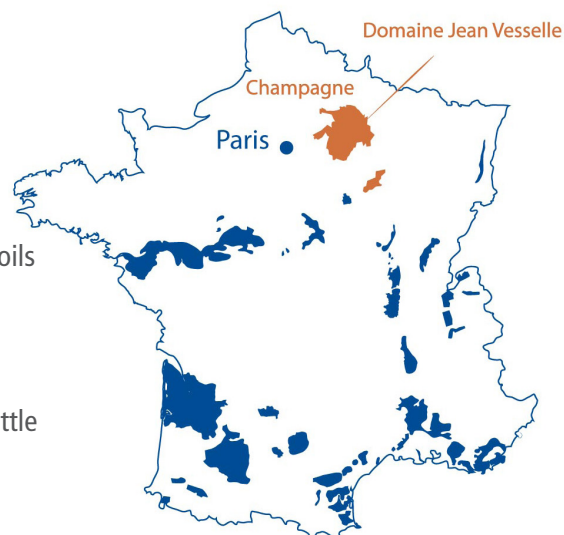 Domaine Jean Vesselle
Champagne
Paris
oils
ttle